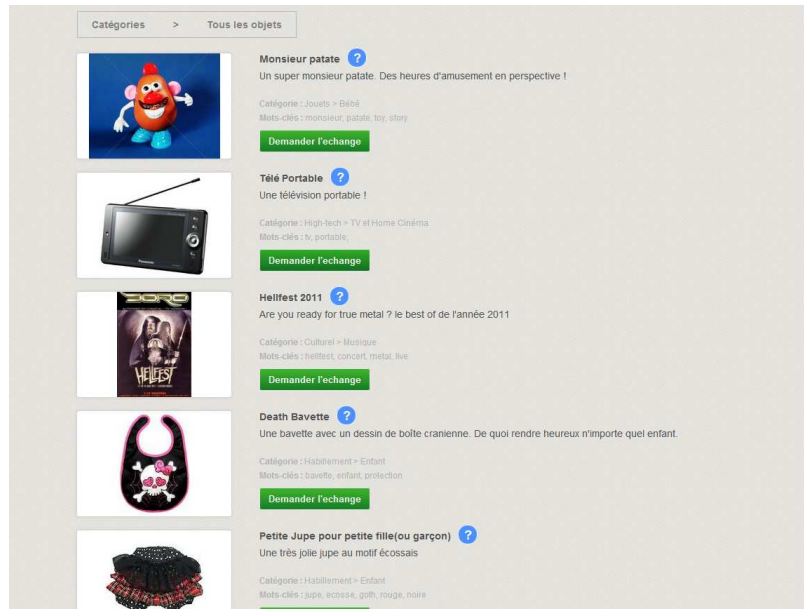 Catégories > Tous les objets
Monsieur patate ?
Un super monsieur patate. Des heures d'amusement en perspective !
Catégorie : Jouets > Bébé
Mots-clés : monsieur, patate, toy, story
Demander l'echange
Télé Portable ?
Une télévision portable !
Catégorie : High-tech > TV et Home Cinéma
Mots-clés : tv, portable,
Demander l'echange
Panasonic
Hellfest 2011 ?
Are you ready for true metal ? le best of de l'année 2011
Catégorie : Culturel > Musique
Mots-clés : hellfest, concert, metal, live
Demander l'echange
DORO
HELLFEST
Death Bavette ?
Une bavette avec un dessin de boîte cranienne. De quoi rendre heureux n'importe quel enfant.
Catégorie : Habillement > Enfant
Mots-clés : bavette, enfant, protection
Demander l'echange
Petite Jupe pour petite fille(ou garçon) ?
Une très jolie jupe au motif écossais
Catégorie : Habillement > Enfant
Mots-clés : jupe, ecosse, goth, rouge, noire